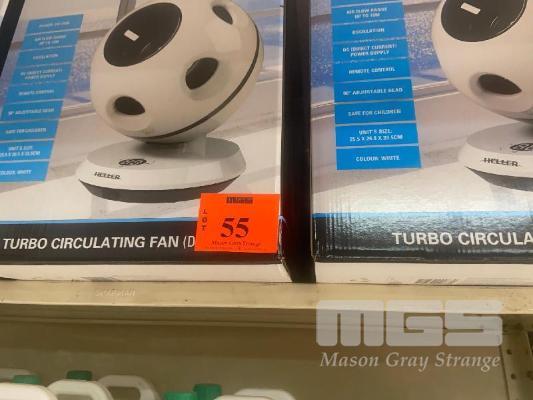 AIR FLOW RANGE
UP TO 10M
OSCILLATION
DC (DIRECT CURRENT)
POWER SUPPLY
REMOTE CONTROL
90° ADJUSTABLE HEAD
SAFE FOR CHILDREN
UNIT'S SIZE:
COLOUR: WHITE
HELLER
TURBO CIRCULATING FAN (D
LOT
55
Mason Gray Strange
AIR FLOW RANGE
UP TO 10M
OSCILLATION
DC (DIRECT CURRENT)
POWER SUPPLY
REMOTE CONTROL
90° ADJUSTABLE HEAD
SAFE FOR CHILDREN
UNIT'S SIZE:
COLOUR: WHITE
HELLER
TURBO CIRCULA
MGS
Mason Gray Strange